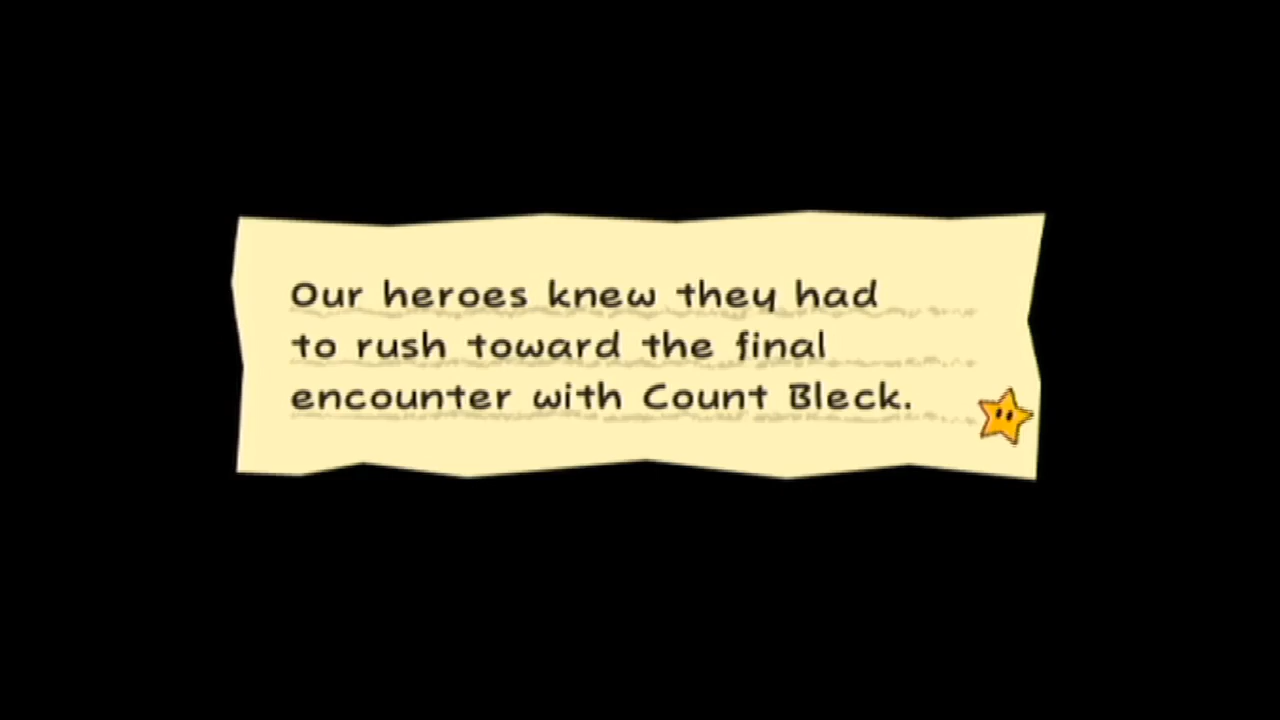 Our heroes knew they had
to rush toward the final
encounter with Count Bleck.